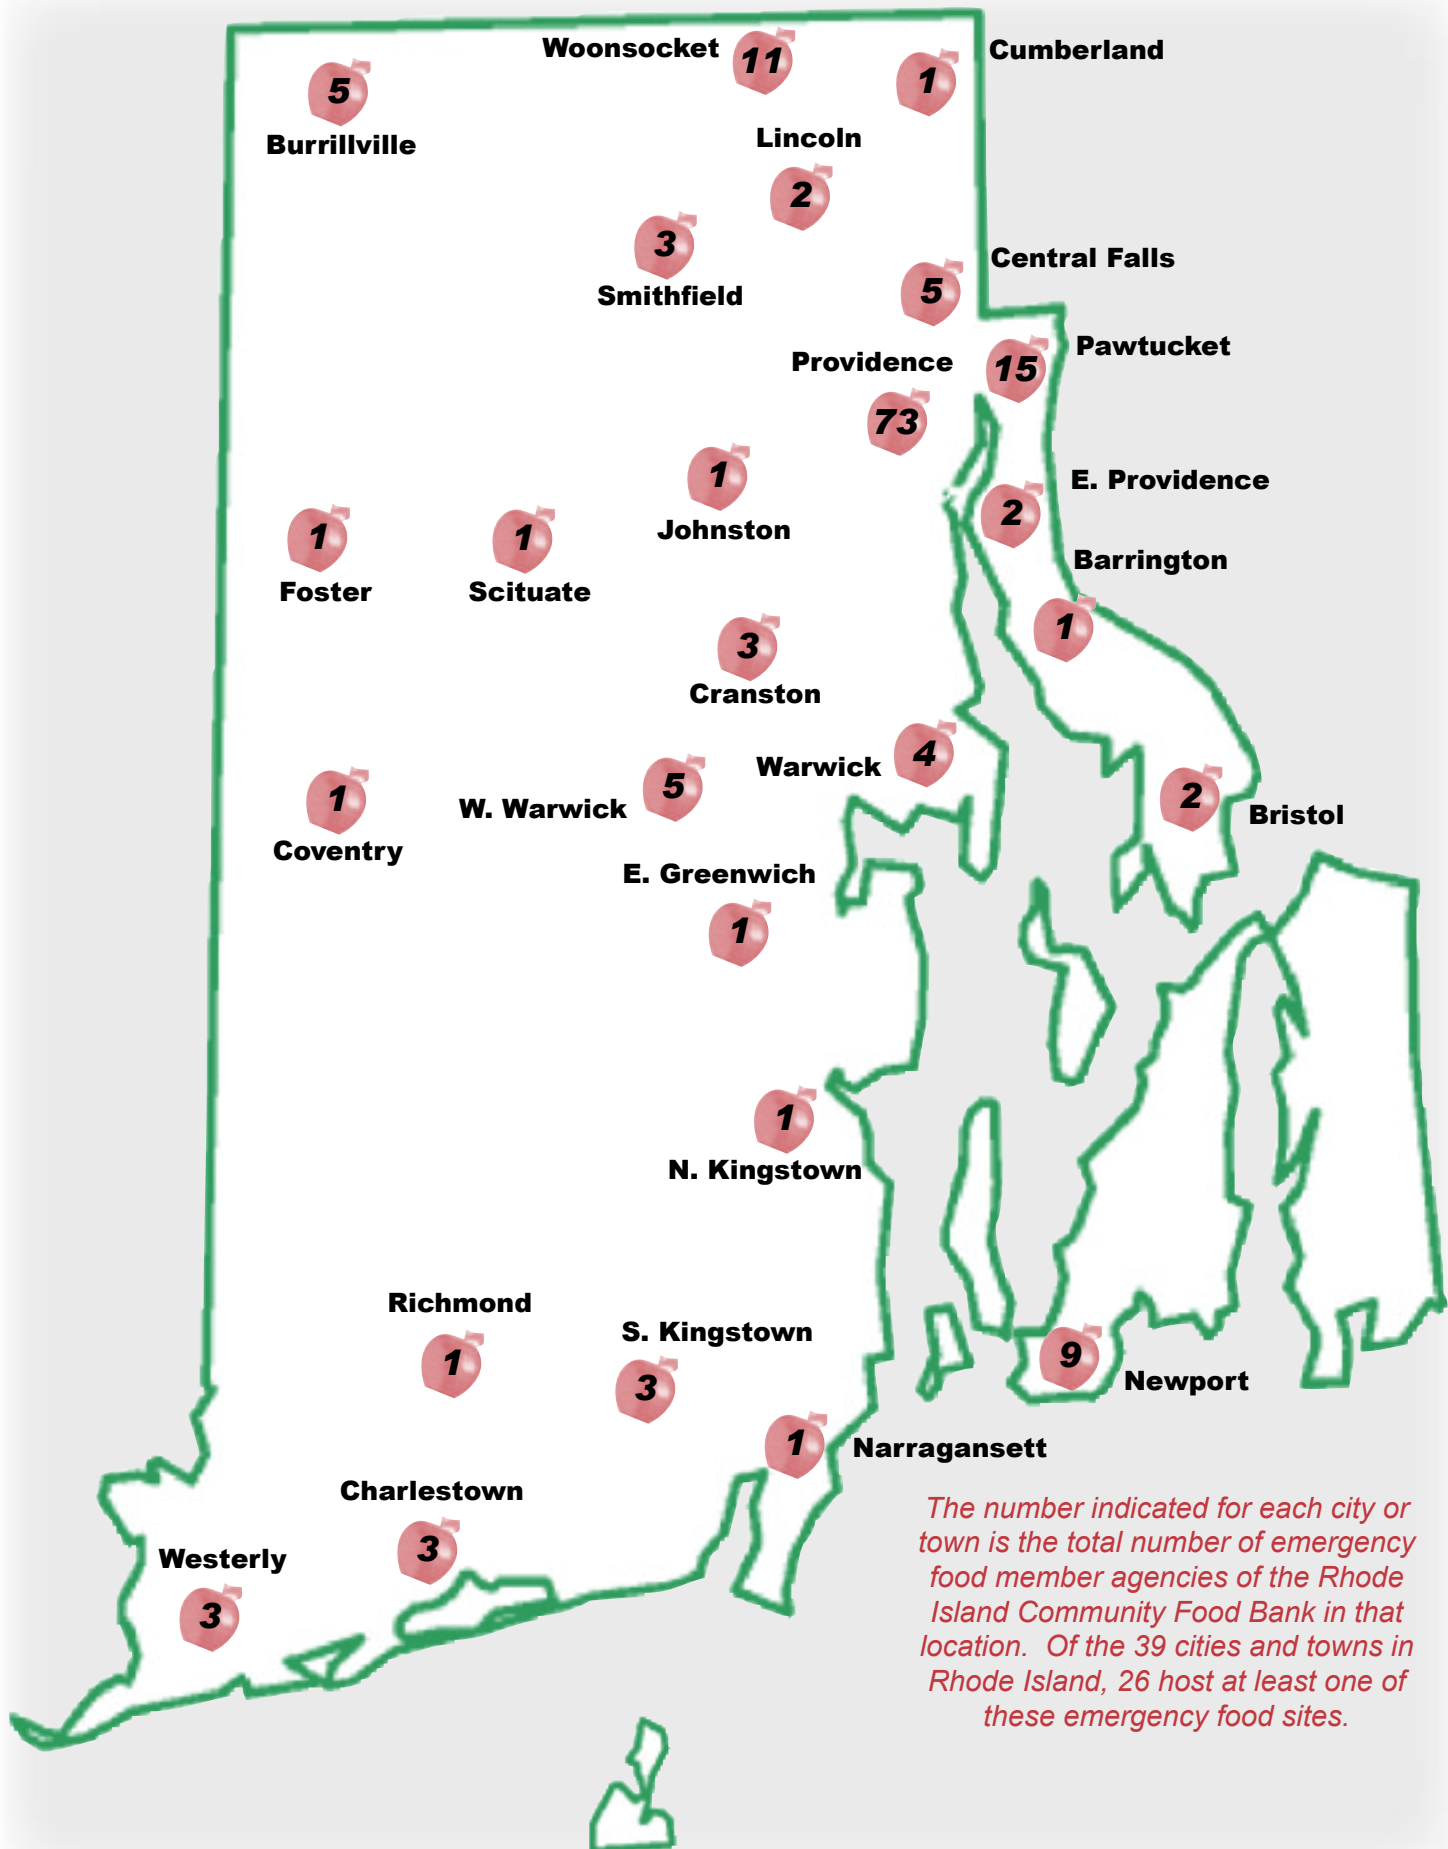 Woonsocket
11
Cumberland
1
5
Burrillville
Lincoln
2
3
Smithfield
Central Falls
5
Pawtucket
15
Providence
73
1
Johnston
E. Providence
2
1
Foster
1
Scituate
Barrington
1
3
Cranston
Warwick
4
W. Warwick
5
1
Coventry
2
Bristol
E. Greenwich
1
1
N. Kingstown
Richmond
1
S. Kingstown
3
9
Newport
1
Narragansett
Charlestown
3
Westerly
3
The number indicated for each city or
town is the total number of emergency
food member agencies of the Rhode
Island Community Food Bank in that
location.  Of the 39 cities and towns in
Rhode Island, 26 host at least one of
these emergency food sites.